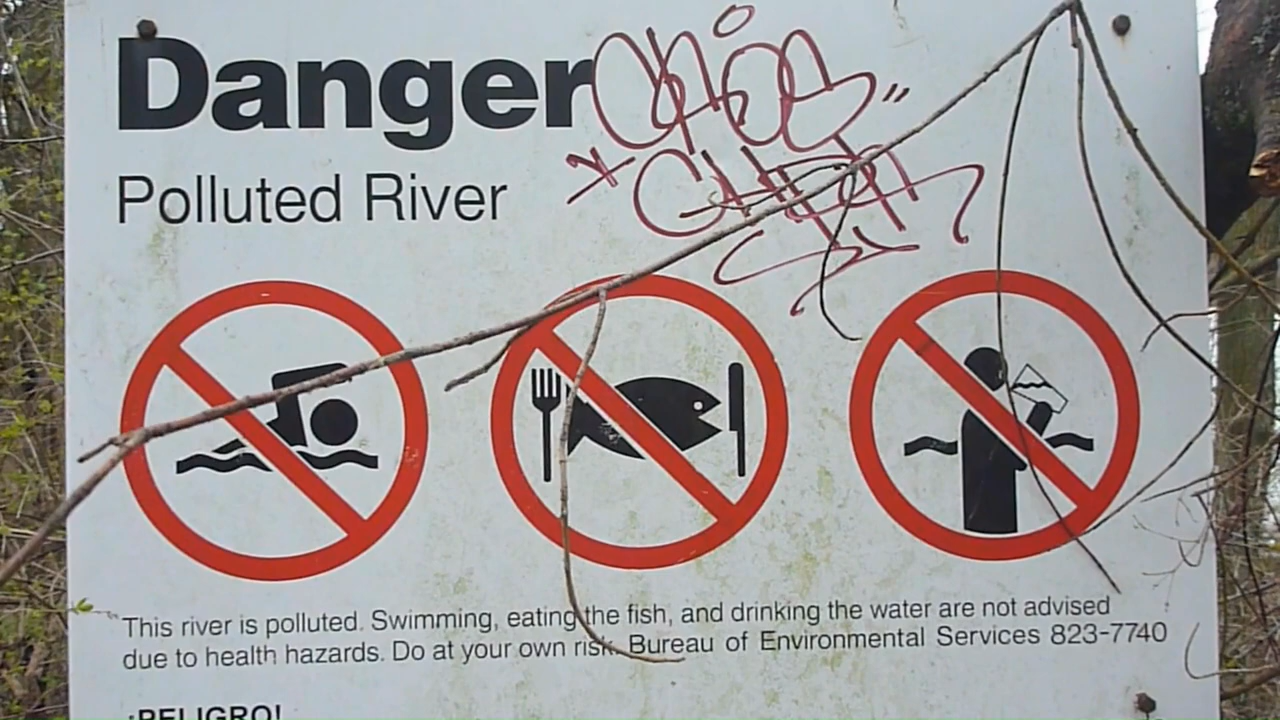 Danger
Polluted River
This river is polluted. Swimming, eating the fish, and drinking the water are not advised
due to health hazards. Do at your own risk. Bureau of Environmental Services 823-7740
¡PELIGRO!